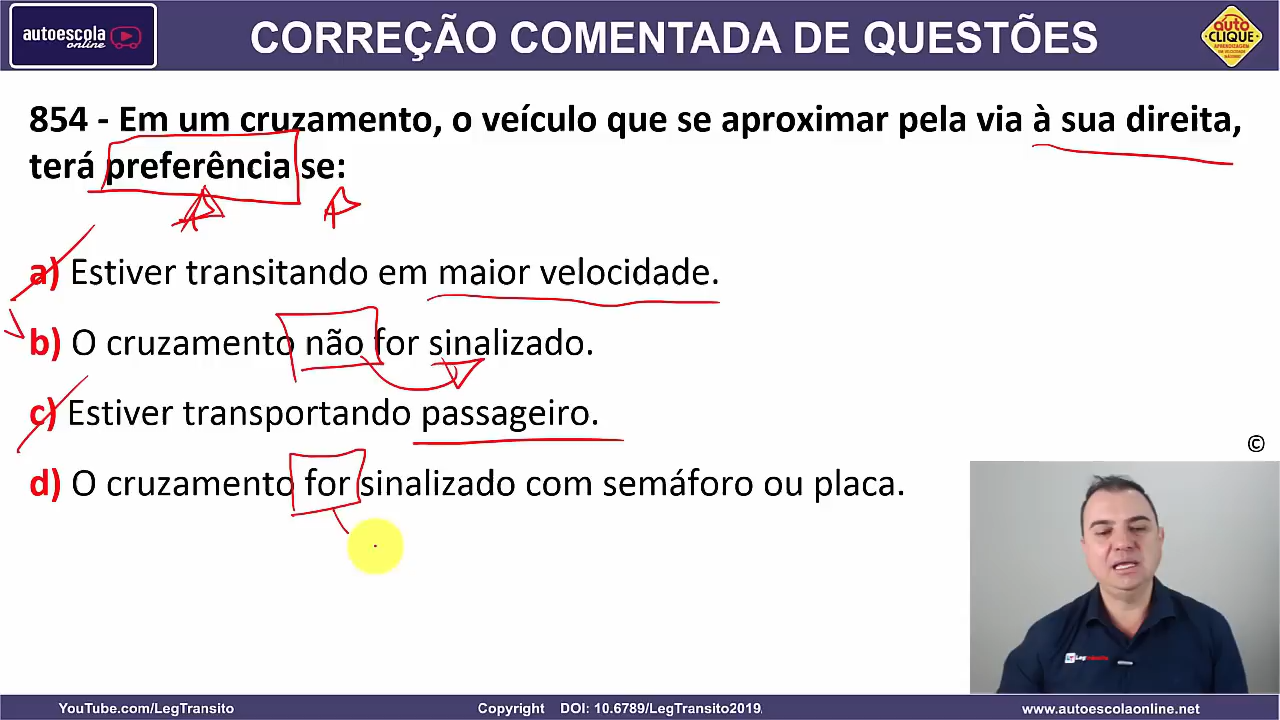 autoescola
online
CORREÇÃO COMENTADA DE QUESTÕES
auto
CLIQUE
854 - Em um cruzamento, o veículo que se aproximar pela via à sua direita,
terá preferência se:
a) Estiver transitando em maior velocidade.
b) O cruzamento não for sinalizado.
c) Estiver transportando passageiro.
d) O cruzamento for sinalizado com semáforo ou placa.
©
YouTube.com/LegTransito
Copyright DOI: 10.6789/LegTransito2019
www.autoescolaonline.net